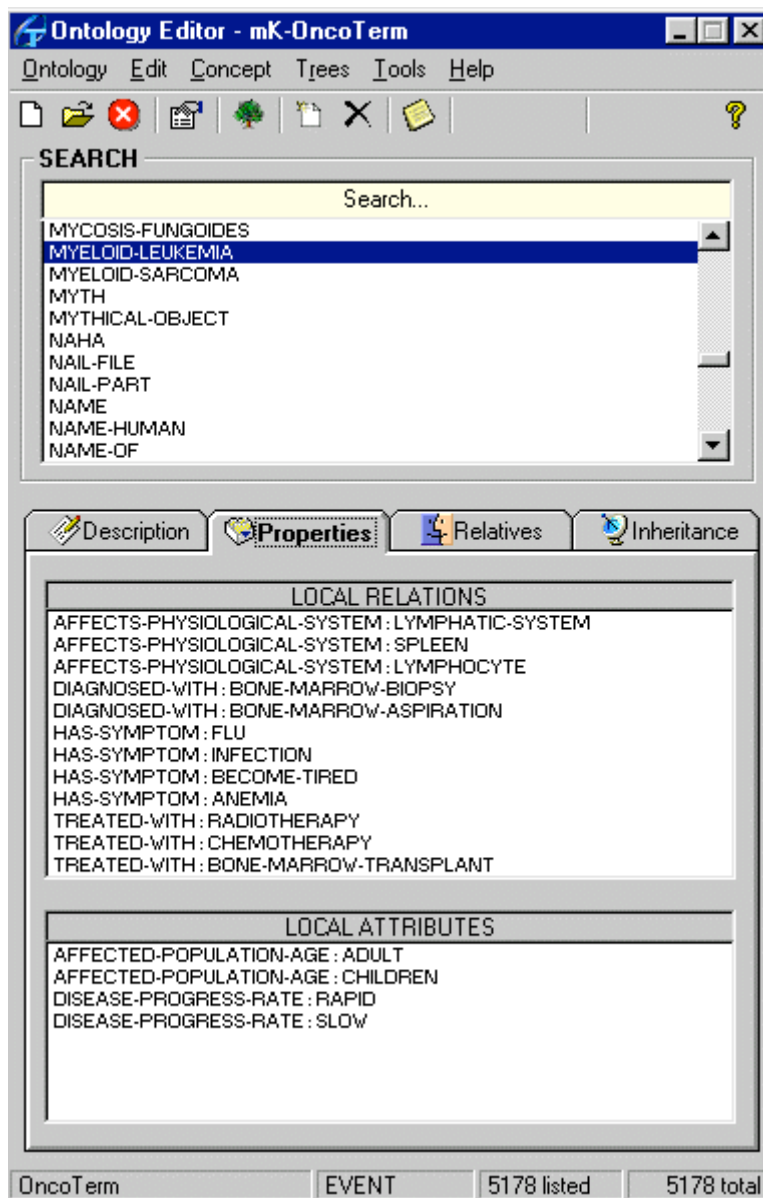 Ontology Editor - mK-OncoTerm
Ontology Edit Concept Trees Tools Help
SEARCH
Search...
MYCOSIS-FUNGOIDES
MYELOID-LEUKEMIA
MYELOID-SARCOMA
MYTH
MYTHICAL-OBJECT
NAHA
NAIL-FILE
NAIL-PART
NAME
NAME-HUMAN
NAME-OF
Description Properties Relatives Inheritance
LOCAL RELATIONS
AFFECTS-PHYSIOLOGICAL-SYSTEM : LYMPHATIC-SYSTEM
AFFECTS-PHYSIOLOGICAL-SYSTEM : SPLEEN
AFFECTS-PHYSIOLOGICAL-SYSTEM : LYMPHOCYTE
DIAGNOSED-WITH : BONE-MARROW-BIOPSY
DIAGNOSED-WITH : BONE-MARROW-ASPIRATION
HAS-SYMPTOM : FLU
HAS-SYMPTOM : INFECTION
HAS-SYMPTOM : BECOME-TIRED
HAS-SYMPTOM : ANEMIA
TREATED-WITH : RADIOTHERAPY
TREATED-WITH : CHEMOTHERAPY
TREATED-WITH : BONE-MARROW-TRANSPLANT
LOCAL ATTRIBUTES
AFFECTED-POPULATION-AGE : ADULT
AFFECTED-POPULATION-AGE : CHILDREN
DISEASE-PROGRESS-RATE : RAPID
DISEASE-PROGRESS-RATE : SLOW
OncoTerm EVENT 5178 listed 5178 total